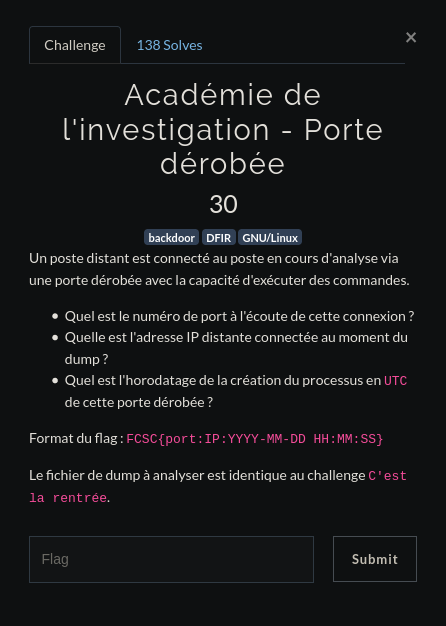 Challenge
138 Solves
×
Académie de
l'investigation - Porte
dérobée
30
backdoor DFIR GNU/Linux
Un poste distant est connecté au poste en cours d'analyse via
une porte dérobée avec la capacité d'exécuter des commandes.
• Quel est le numéro de port à l'écoute de cette connexion ?
• Quelle est l'adresse IP distante connectée au moment du
dump ?
• Quel est l'horodatage de la création du processus en UTC
de cette porte dérobée ?
Format du flag : FCSC{port:IP:YYYY-MM-DD HH:MM:SS}
Le fichier de dump à analyser est identique au challenge C'est
la rentrée.
Flag
Submit